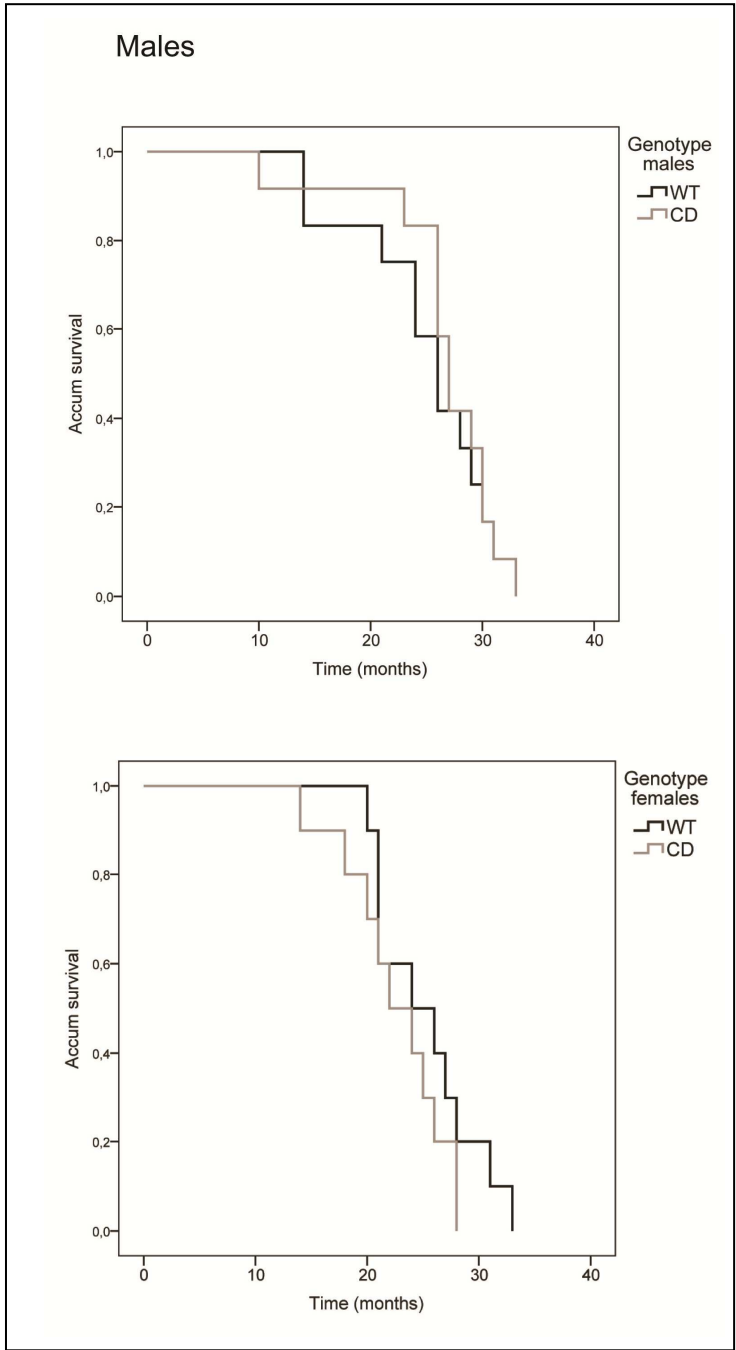 Males
Genotype
males
WT
CD
1,0
0,8
0,6
0,4
0,2
0,0
Accum survival
0
10
20
30
40
Time (months)
Genotype
females
WT
CD
1,0
0,8
0,6
0,4
0,2
0,0
Accum survival
0
10
20
30
40
Time (months)